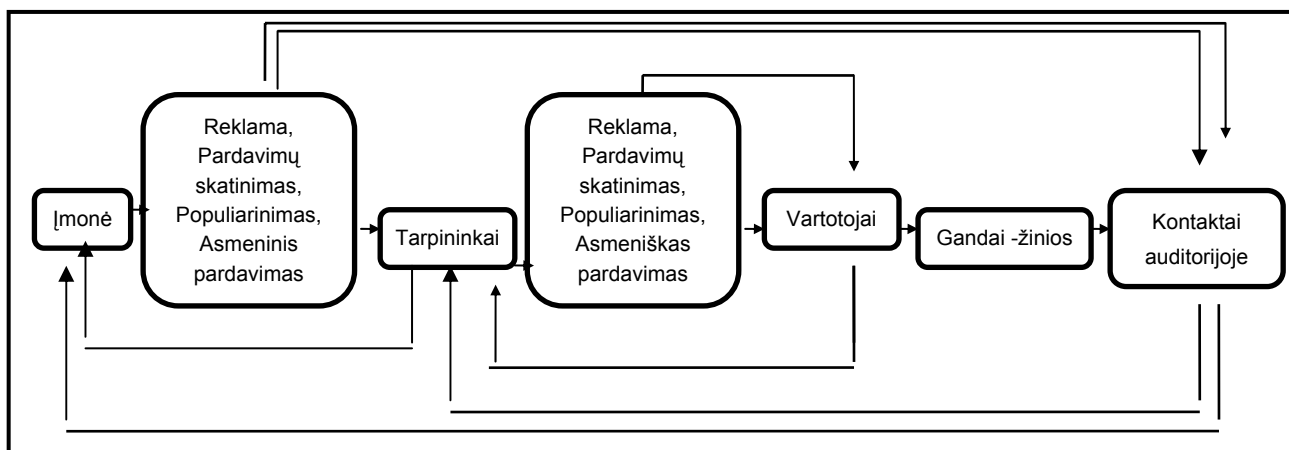 Įmonė
Reklama,
Pardavimų
skatinimas,
Populiarinimas,
Asmeninis
pardavimas
Tarpininkai
Reklama,
Pardavimų
skatinimas,
Populiarinimas,
Asmeniškas
pardavimas
Vartotojai
Gandai -žinios
Kontaktai
auditorijoje